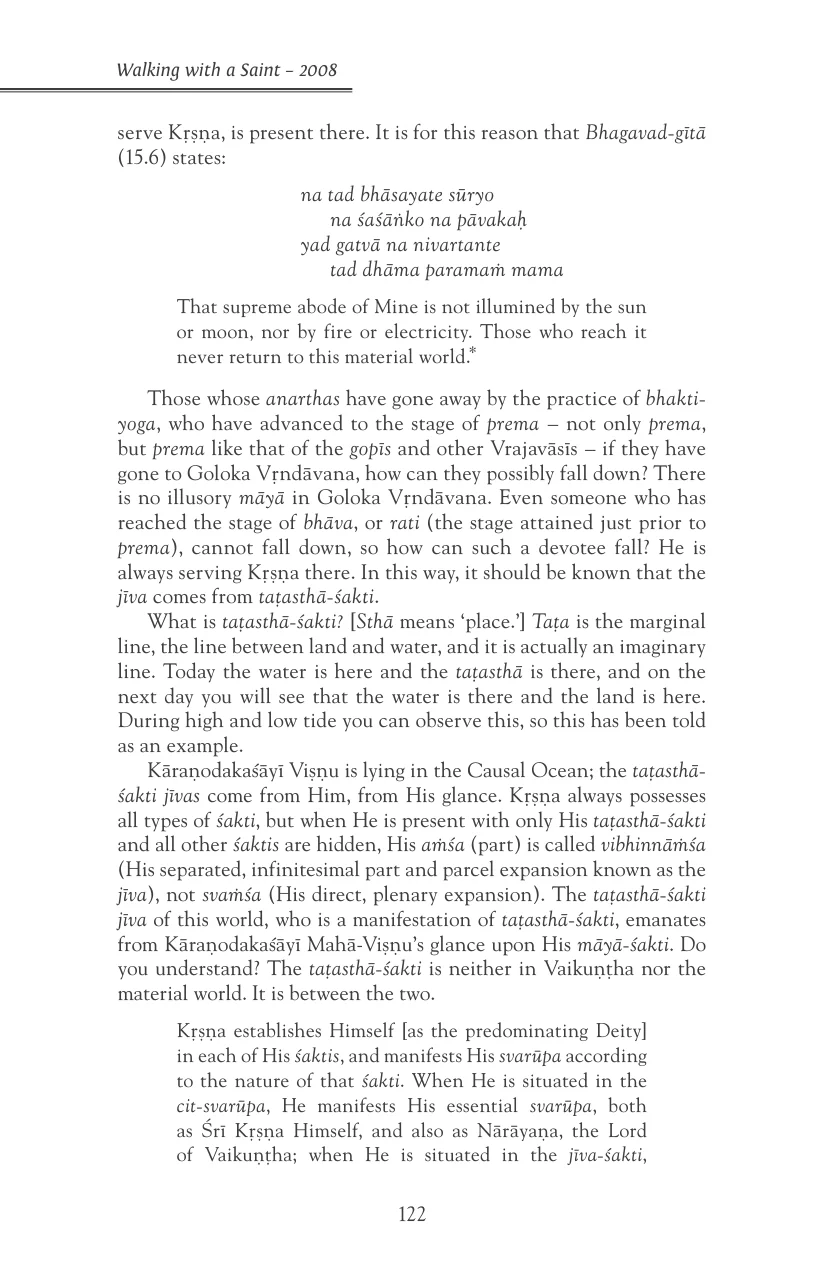 Walking with a Saint – 2008
serve Kṛṣṇa, is present there. It is for this reason that Bhagavad-gītā
(15.6) states:
na tad bhāsayate sūryo
na śaśāṅko na pāvakaḥ
yad gatvā na nivartante
tad dhāma paramaṁ mama
That supreme abode of Mine is not illumined by the sun
or moon, nor by fire or electricity. Those who reach it
never return to this material world.*
Those whose anarthas have gone away by the practice of bhakti-
yoga, who have advanced to the stage of prema – not only prema,
but prema like that of the gopīs and other Vrajavāsīs – if they have
gone to Goloka Vṛndāvana, how can they possibly fall down? There
is no illusory māyā in Goloka Vṛndāvana. Even someone who has
reached the stage of bhāva, or rati (the stage attained just prior to
prema), cannot fall down, so how can such a devotee fall? He is
always serving Kṛṣṇa there. In this way, it should be known that the
jīva comes from taṭasthā-śakti.
What is taṭasthā-śakti? [Sthā means ‘place.’] Taṭa is the marginal
line, the line between land and water, and it is actually an imaginary
line. Today the water is here and the taṭasthā is there, and on the
next day you will see that the water is there and the land is here.
During high and low tide you can observe this, so this has been told
as an example.
Kāraṇodakaśāyī Viṣṇu is lying in the Causal Ocean; the taṭasthā-
śakti jīvas come from Him, from His glance. Kṛṣṇa always possesses
all types of śakti, but when He is present with only His taṭasthā-śakti
and all other śaktis are hidden, His aṁśa (part) is called vibhinnāṁśa
(His separated, infinitesimal part and parcel expansion known as the
jīva), not svaṁśa (His direct, plenary expansion). The taṭasthā-śakti
jīva of this world, who is a manifestation of taṭasthā-śakti, emanates
from Kāraṇodakaśāyī Mahā-Viṣṇu’s glance upon His māyā-śakti. Do
you understand? The taṭasthā-śakti is neither in Vaikuṇṭha nor the
material world. It is between the two.
Kṛṣṇa establishes Himself [as the predominating Deity]
in each of His śaktis, and manifests His svarūpa according
to the nature of that śakti. When He is situated in the
cit-svarūpa, He manifests His essential svarūpa, both
as Śrī Kṛṣṇa Himself, and also as Nārāyaṇa, the Lord
of Vaikuṇṭha; when He is situated in the jīva-śakti,
122